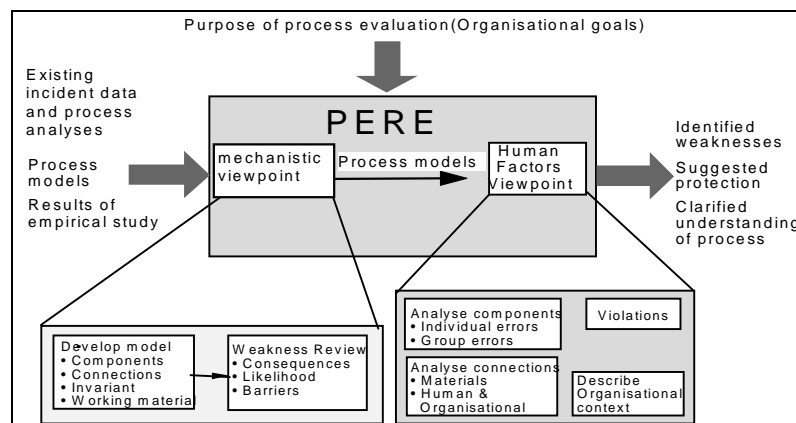 Purpose of process evaluation(Organisational goals)
Existing
incident data
and process
analyses
Process
models
Results of
empirical study
PERE
mechanistic
viewpoint
Process models
Human
Factors
Viewpoint
Identified
weaknesses
Suggested
protection
Clarified
understanding
of process
Develop model
• Components
• Connections
• Invariant
• Working material
Weakness Review
• Consequences
• Likelihood
• Barriers
Analyse components
• Individual errors
• Group errors
Violations
Analyse connections
• Materials
• Human &
Organisational
Describe
Organisational
context